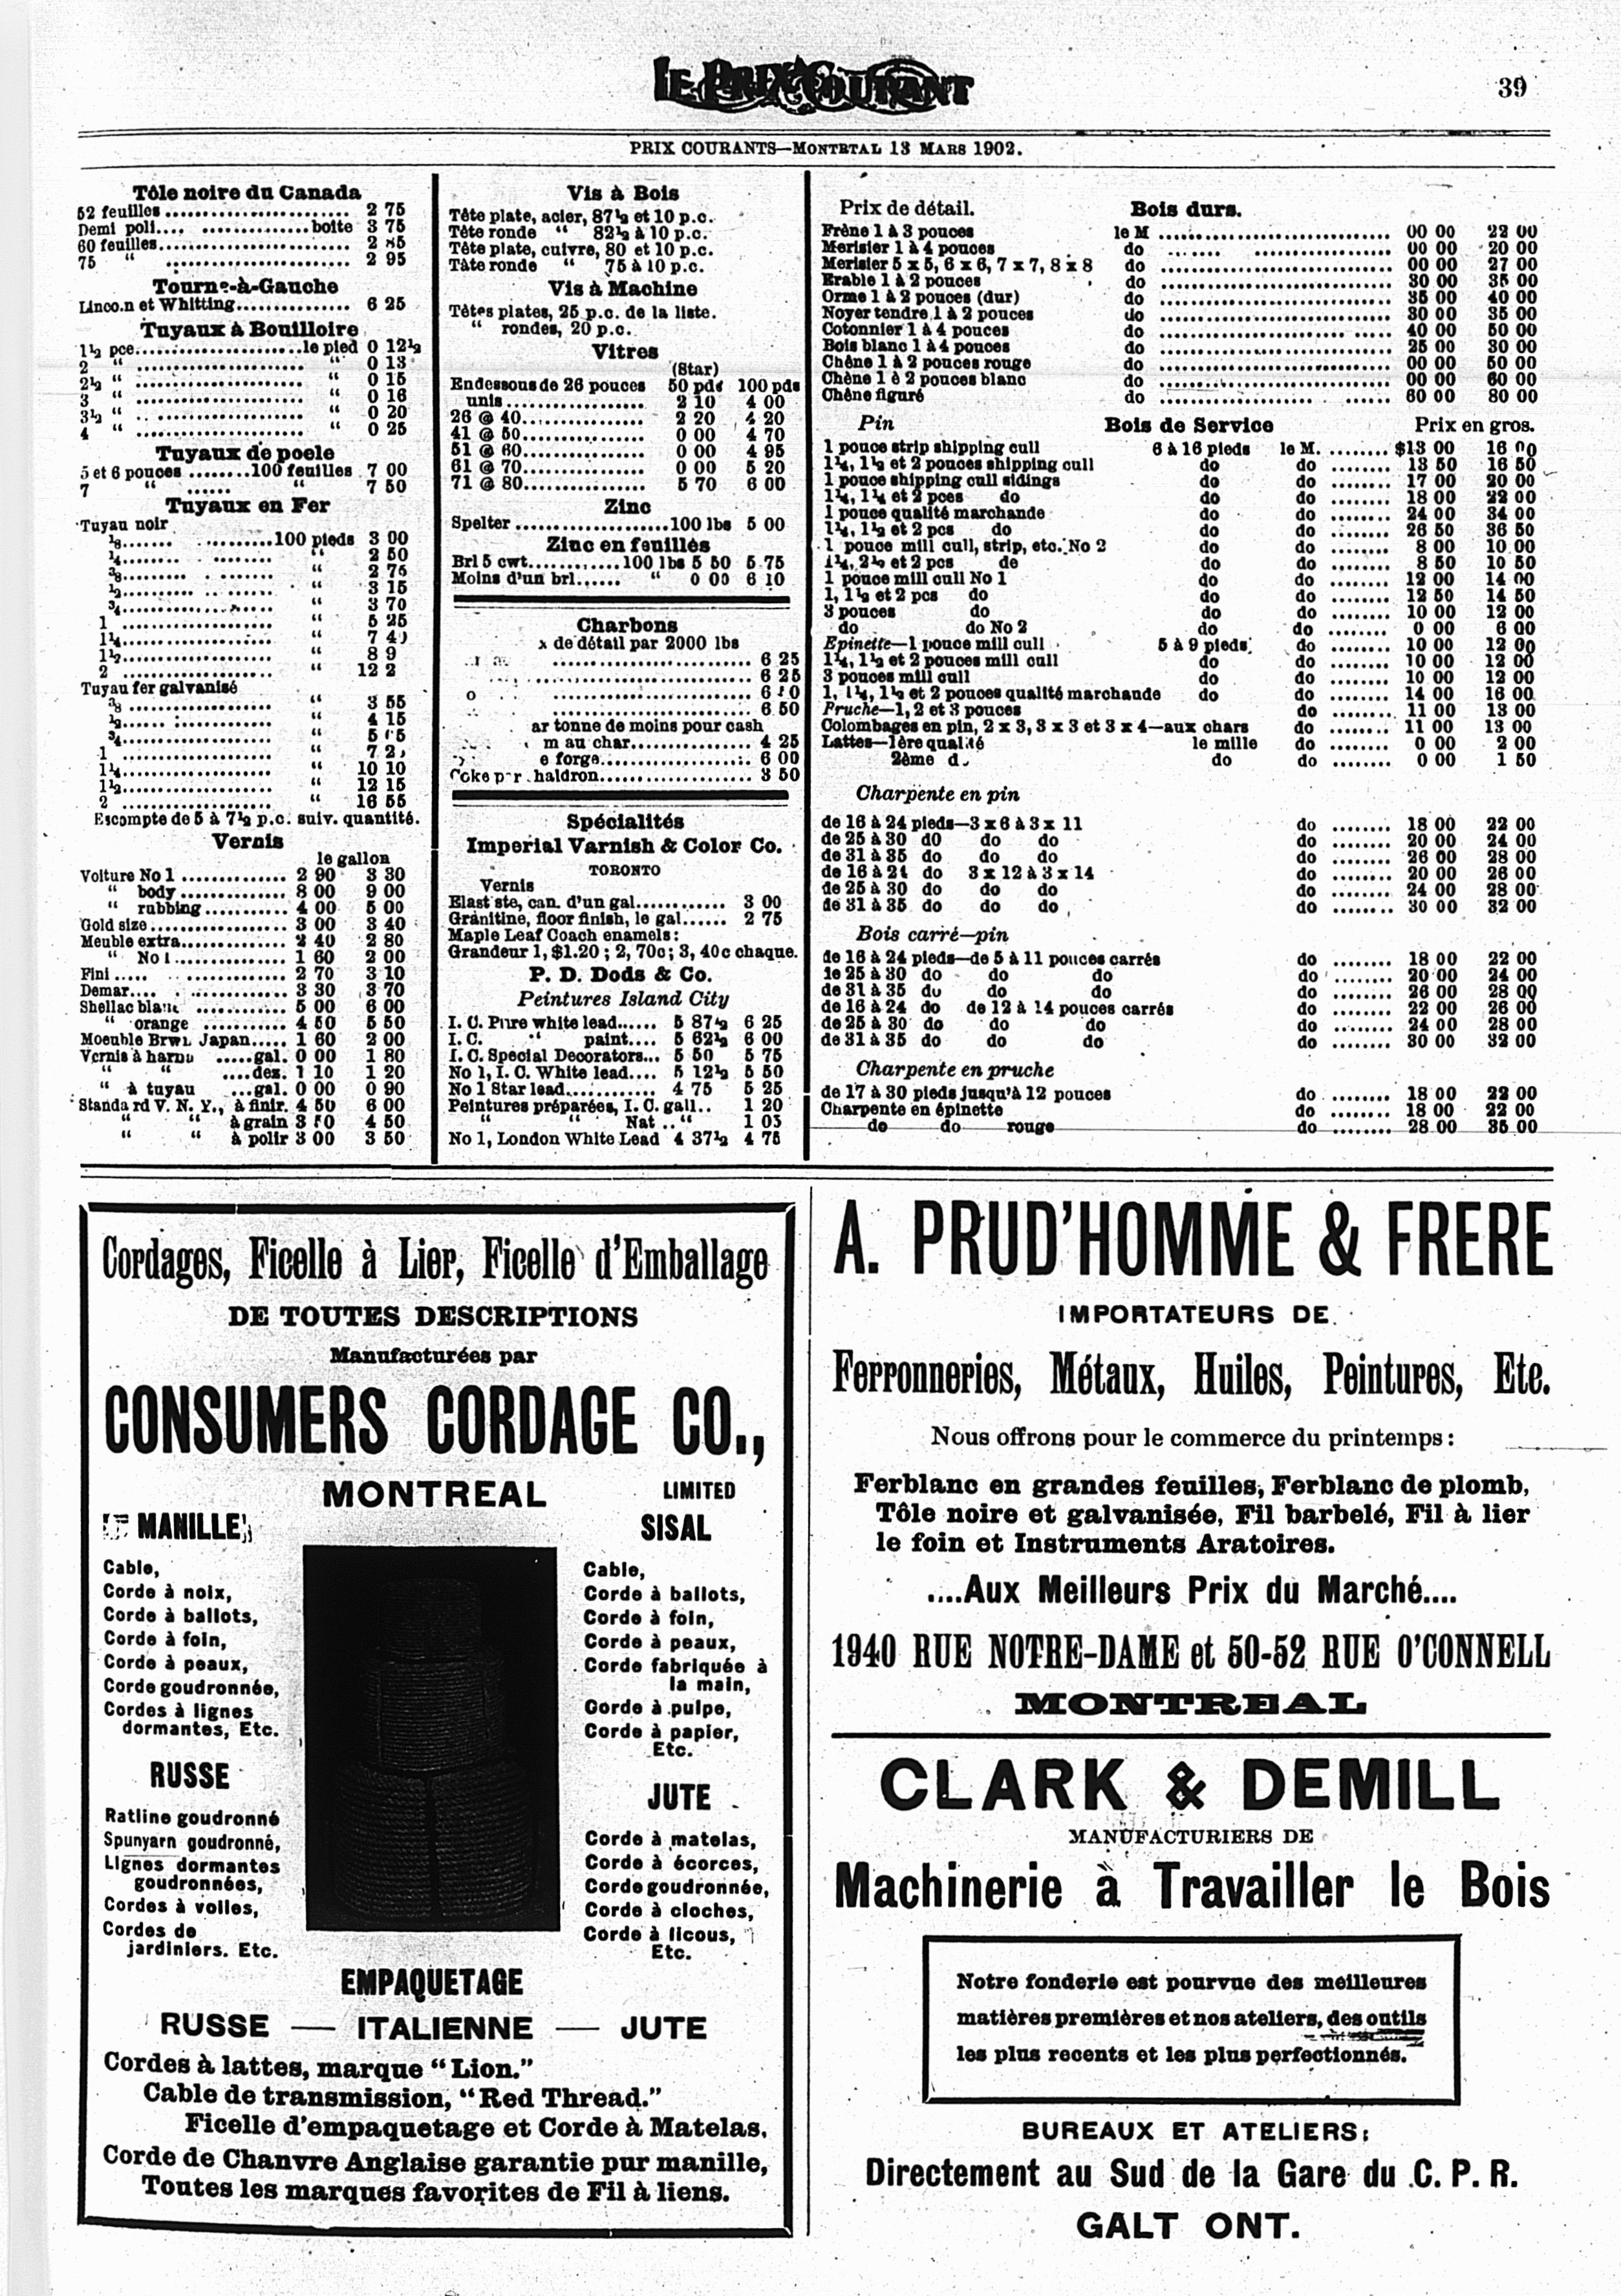 LE PRIX COURANT
39
PRIX COURANTS—MONTRTAL 13 MARS 1902.
Tôle noire du Canada
52 feuilles .................... 2 75
Demi poli.... ..............boite 3 75
60 feuilles...................... 2 85
75 " ...................... 2 95
Tourne-à-Gauche
Lincoln et Whitting.............. 6 25
Tuyaux à Bouilloire
1½ pce......................le pied 0 12½
2 " ...................... " 0 13
2½ " ...................... " 0 15
3 " ...................... " 0 16
3½ " ...................... " 0 20
4 " ...................... " 0 25
Tuyaux de poele
5 et 6 pouces ........100 feuilles 7 00
7 " ...... " 7 50
Tuyaux en Fer
Tuyau noir
⅛....... .........100 pieds 3 00
¼.................... " 2 50
⅜.................... " 2 75
½.................... " 3 15
¾.................... " 3 70
1 .................... " 5 25
1¼.................... " 7 4
1½.................... " 8 9
2 .................... " 12 2
Tuyau fer galvanisé
⅜ .................... " 3 55
½.................... " 4 15
¾.................... " 5 5
1 .................... " 7 2
1¼.................... " 10 10
1½.................... " 12 15
2 .................... " 16 55
Escompte de 5 à 7½ p.c. suiv. quantité.
Vernis
le gallon
Voiture No 1 .............. 2 90 3 30
" body .............. 8 00 9 00
" rubbing ........... 4 00 5 00
Gold size .................. 3 00 3 40
Meuble extra.............. 2 40 2 80
" No 1 .............. 1 60 2 00
Fini ..... .............. 2 70 3 10
Demar.... .............. 3 30 3 70
Shellac blanc ............ 5 00 6 00
" orange ........... 4 50 5 50
Moeuble Brwn Japan..... 1 60 2 00
Vernis à harnu .....gal. 0 00 1 80
" " ....dez. 1 10 1 20
" à tuyau ....gal. 0 00 0 90
Standard V. N. Y., à finir. 4 50 6 00
" " à grain 3 50 4 50
" " à polir 3 00 3 50
Vis à Bois
Tête plate, acier, 87½ et 10 p.c.
Tête ronde " 82½ à 10 p.c.
Tête plate, cuivre, 80 et 10 p.c.
Tàte ronde " 75 à 10 p.c.
Vis à Machine
Têtes plates, 25 p.c. de la liste.
" rondes, 20 p.c.
Vitres
(Star)
Endessous de 26 pouces 50 pds 100 pds
unis .................. 2 10 4 00
26 @ 40.................. 2 20 4 20
41 @ 50.................. 0 00 4 70
51 @ 60.................. 0 00 4 95
61 @ 70.................. 0 00 5 20
71 @ 80.................. 5 70 6 00
Zinc
Spelter ....................100 lbs 5 00
Zinc en feuilles
Brl 5 cwt............100 lbs 5 50 5 75
Moins d'un brl...... " 0 00 6 10
Charbons
x de détail par 2000 lbs
.......................... 6 25
.......................... 6 25
.......................... 6 0
.......................... 6 50
ar tonne de moins pour cash
m au char................ 4 25
e forge.................... 6 00
Coke par haldron.................. 3 50
Spécialités
Imperial Varnish & Color Co.
TORONTO
Vernis
Elast ste, can. d'un gal............ 3 00
Granitine, floor finish, le gal...... 2 75
Maple Leaf Coach enamels:
Grandeur 1, $1.20 ; 2, 70c ; 3, 40c chaque.
P. D. Dods & Co.
Peintures Island City
I. C. Pure white lead...... 5 87½ 6 25
I. C. " paint.... 5 62½ 6 00
I. C. Special Decorators... 5 50 5 75
No 1, I. C. White lead.... 5 12½ 5 50
No 1 Star lead............. 4 75 5 25
Peintures préparées, I. C. gall.. 1 20
" " Nat .. " 1 05
No 1, London White Lead 4 37½ 4 75
Prix de détail. Bois durs.
Frêne 1 à 3 pouces le M .................... 00 00 22 00
Merisier 1 à 4 pouces do .................... 00 00 20 00
Merisier 5 x 5, 6 x 6, 7 x 7, 8 x 8 do .................... 00 00 27 00
Erable 1 à 2 pouces do .................... 30 00 35 00
Orme 1 à 2 pouces (dur) do .................... 35 00 40 00
Noyer tendre 1 à 2 pouces do .................... 30 00 35 00
Cotonnier 1 à 4 pouces do .................... 40 00 50 00
Bois blanc 1 à 4 pouces do .................... 25 00 30 00
Chêne 1 à 2 pouces rouge do .................... 00 00 50 00
Chêne 1 è 2 pouces blanc do .................... 00 00 60 00
Chêne figuré do .................... 60 00 80 00
Pin Bois de Service Prix en gros.
1 pouce strip shipping cull 6 à 16 pieds le M. ........ $13 00 16 00
1¼, 1½ et 2 pouces shipping cull do do ........ 13 50 16 50
1 pouce shipping cull sidings do do ........ 17 00 20 00
1¼, 1½ et 2 pces do do do ........ 18 00 22 00
1 pouce qualité marchande do do ........ 24 00 34 00
1¼, 1½ et 2 pcs do do do ........ 26 50 36 50
1 pouce mill cull, strip, etc. No 2 do do ........ 8 00 10 00
1¼, 2½ et 2 pcs de do do ........ 8 50 10 50
1 pouce mill cull No 1 do do ........ 12 00 14 00
1, 1½ et 2 pcs do do do ........ 12 50 14 50
3 pouces do do do ........ 10 00 12 00
do do No 2 do do ........ 0 00 6 00
Epinette—1 pouce mill cull 5 à 9 pieds do ........ 10 00 12 00
1¼, 1½ et 2 pouces mill cull do do ........ 10 00 12 00
3 pouces mill cull do do ........ 10 00 12 00
1, 1¼, 1½ et 2 pouces qualité marchande do do ........ 14 00 16 00
Pruche—1, 2 et 3 pouces do ........ 11 00 13 00
Colombages en pin, 2 x 3, 3 x 3 et 3 x 4—aux chars do ........ 11 00 13 00
Lattes—1ère qualité le mille do ........ 0 00 2 00
2ème d. do do ........ 0 00 1 50
Charpente en pin
de 16 à 24 pieds—3 x 6 à 3 x 11 do ........ 18 00 22 00
de 25 à 30 do do do do ........ 20 00 24 00
de 31 à 35 do do do do ........ 26 00 28 00
de 16 à 24 do 3 x 12 à 3 x 14 do ........ 20 00 26 00
de 25 à 30 do do do do ........ 24 00 28 00
de 31 à 35 do do do do ........ 30 00 32 00
Bois carré—pin
de 16 à 24 pieds—de 5 à 11 pouces carrés do ........ 18 00 22 00
de 25 à 30 do do do do ........ 20 00 24 00
de 31 à 35 do do do do ........ 26 00 28 00
de 16 à 24 do de 12 à 14 pouces carrés do ........ 22 00 26 00
de 25 à 30 do do do do ........ 24 00 28 00
de 31 à 35 do do do do ........ 30 00 32 00
Charpente en pruche
de 17 à 30 pieds jusqu'à 12 pouces do ........ 18 00 22 00
Charpente en épinette do ........ 18 00 22 00
do do rouge do ........ 28 00 35 00
Cordages, Ficelle à Lier, Ficelle d'Emballage
DE TOUTES DESCRIPTIONS
Manufacturées par
CONSUMERS CORDAGE CO.,
MONTREAL LIMITED
MANILLE
Cable,
Corde à noix,
Corde à ballots,
Corde à foin,
Corde à peaux,
Corde goudronnée,
Cordes à lignes
dormantes, Etc.
RUSSE
Ratline goudronné
Spunyarn goudronné,
Lignes dormantes
goudronnées,
Cordes à voiles,
Cordes de
jardiniers. Etc.
SISAL
Cable,
Corde à ballots,
Corde à foin,
Corde à peaux,
Corde fabriquée à
la main,
Corde à pulpe,
Corde à papier,
Etc.
JUTE
Corde à matelas,
Corde à écorces,
Corde goudronnée,
Corde à cloches,
Corde à licous,
Etc.
EMPAQUETAGE
RUSSE — ITALIENNE — JUTE
Cordes à lattes, marque "Lion."
Cable de transmission, "Red Thread."
Ficelle d'empaquetage et Corde à Matelas.
Corde de Chanvre Anglaise garantie pur manille,
Toutes les marques favorites de Fil à liens.
A. PRUD'HOMME & FRERE
IMPORTATEURS DE
Ferronneries, Métaux, Huiles, Peintures, Etc.
Nous offrons pour le commerce du printemps :
Ferblanc en grandes feuilles, Ferblanc de plomb,
Tôle noire et galvanisée, Fil barbelé, Fil à lier
le foin et Instruments Aratoires.
....Aux Meilleurs Prix du Marché....
1940 RUE NOTRE-DAME et 50-52 RUE O'CONNELL
MONTREAL
CLARK & DEMILL
MANUFACTURIERS DE
Machinerie à Travailler le Bois
Notre fonderie est pourvue des meilleures
matières premières et nos ateliers, des outils
les plus recents et les plus perfectionnés.
BUREAUX ET ATELIERS:
Directement au Sud de la Gare du C. P. R.
GALT ONT.